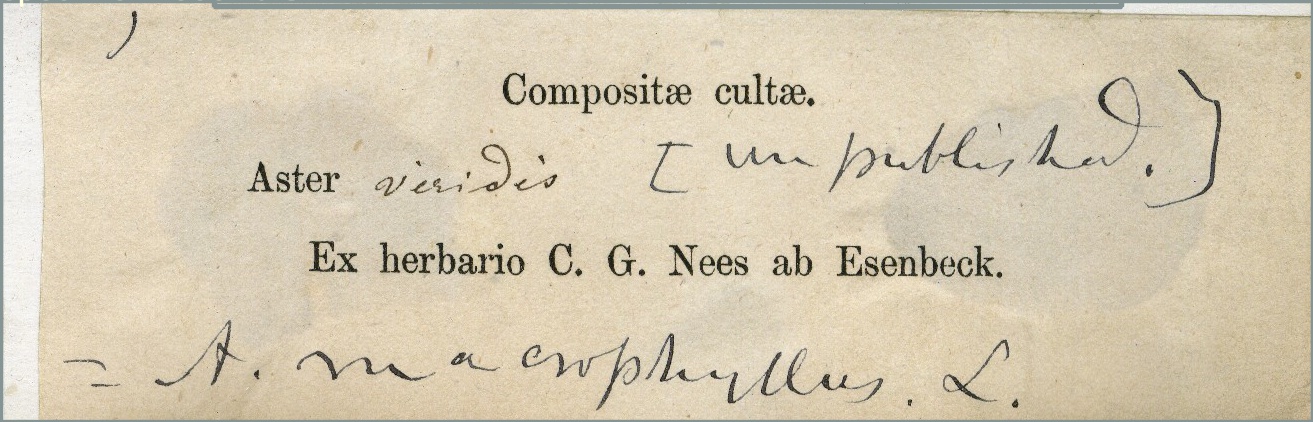 Compositæ cultæ.
Aster viridis [unpublished.]
Ex herbario C. G. Nees ab Esenbeck.
= A. macrophyllus. L.